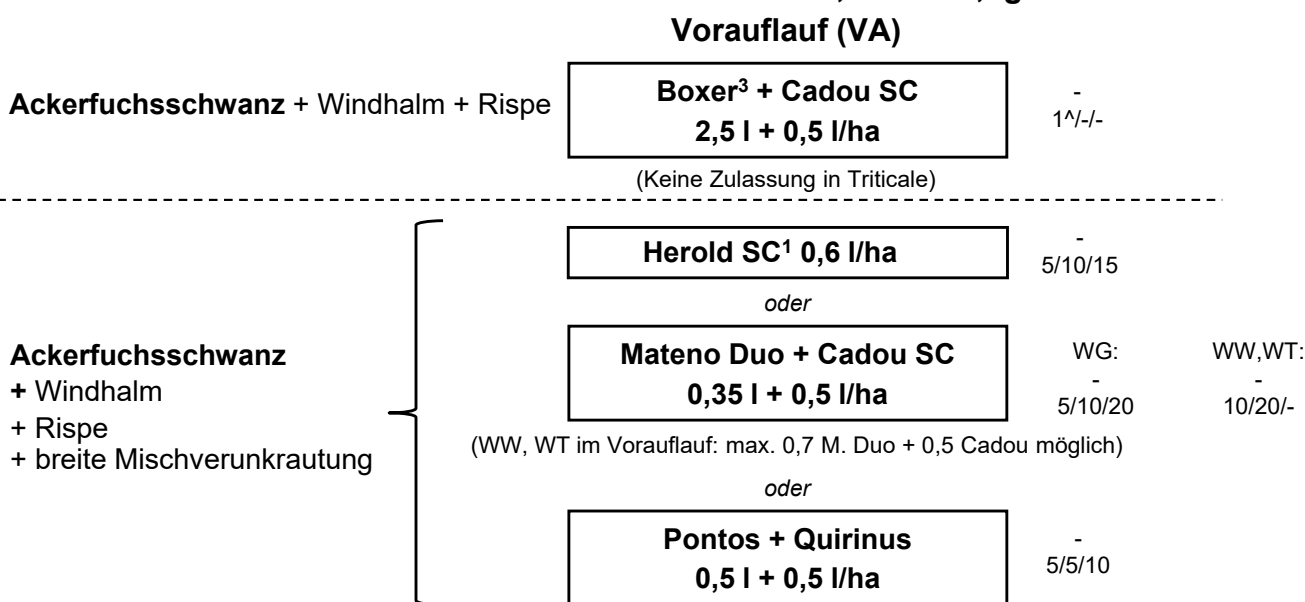 Vorauflauf (VA)
Ackerfuchsschwanz + Windhalm + Rispe
Boxer³ + Cadou SC
2,5 l + 0,5 l/ha
-
1^/-/-
(Keine Zulassung in Triticale)
Herold SC¹ 0,6 l/ha
-
5/10/15
oder
Ackerfuchsschwanz
+ Windhalm
+ Rispe
+ breite Mischverunkrautung
Mateno Duo + Cadou SC
0,35 l + 0,5 l/ha
WG:
-
5/10/20
WW,WT:
-
10/20/-
(WW, WT im Vorauflauf: max. 0,7 M. Duo + 0,5 Cadou möglich)
oder
Pontos + Quirinus
0,5 l + 0,5 l/ha
-
5/5/10